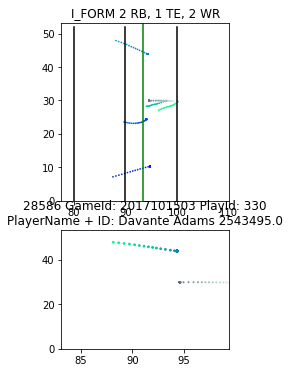 I_FORM 2 RB, 1 TE, 2 WR
50
40
30
20
10
0
80 90 100 110
28586 GameId: 2017101503 PlayId: 330
PlayerName + ID: Davante Adams 2543495.0
40
20
0
85 90 95